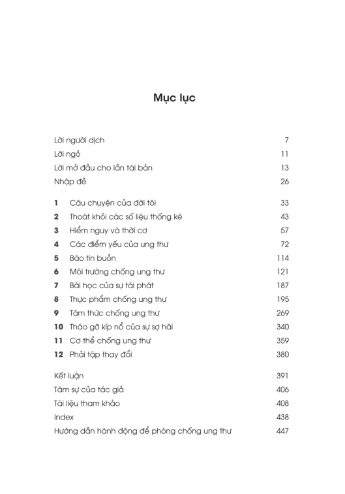 Mục lục
Lời người dịch 7
Lời ngỏ 11
Lời mở đầu cho lần tái bản 13
Nhập đề 26
1 Câu chuyện của đời tôi 33
2 Thoát khỏi các số liệu thống kê 43
3 Hiểm nguy và thời cơ 57
4 Các điểm yếu của ung thư 72
5 Báo tin buồn 114
6 Môi trường chống ung thư 121
7 Bài học của sự tái phát 187
8 Thực phẩm chống ung thư 195
9 Tâm thức chống ung thư 269
10 Tháo gỡ kíp nổ của sự sợ hãi 340
11 Cơ thể chống ung thư 359
12 Phải tập thay đổi 380
Kết luận 391
Tâm sự của tác giả 406
Tài liệu tham khảo 408
Index 438
Hướng dẫn hành động để phòng chống ung thư 447